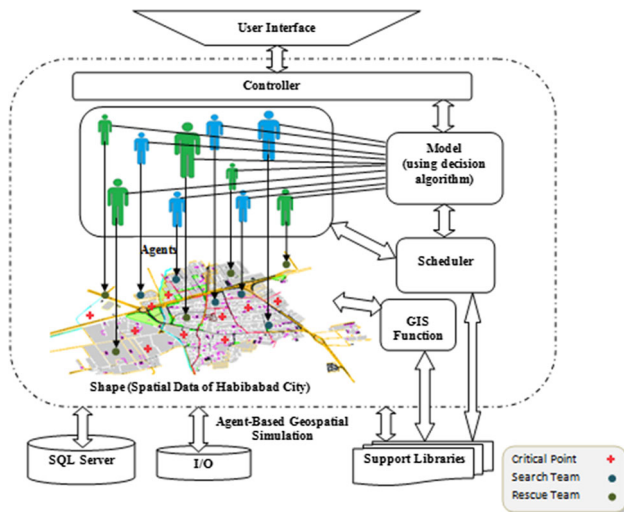 User Interface
Controller
Model
(using decision
algorithm)
Agents
Scheduler
GIS
Function
Shape (Spatial Data of Habibabad City)
Agent-Based Geospatial
Simulation
SQL Server
I/O
Support Libraries
Critical Point
Search Team
Rescue Team